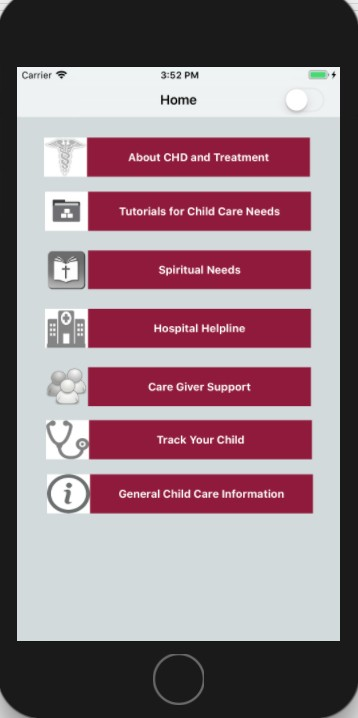 Carrier 3:52 PM
Home
About CHD and Treatment
Tutorials for Child Care Needs
Spiritual Needs
Hospital Helpline
Care Giver Support
Track Your Child
General Child Care Information